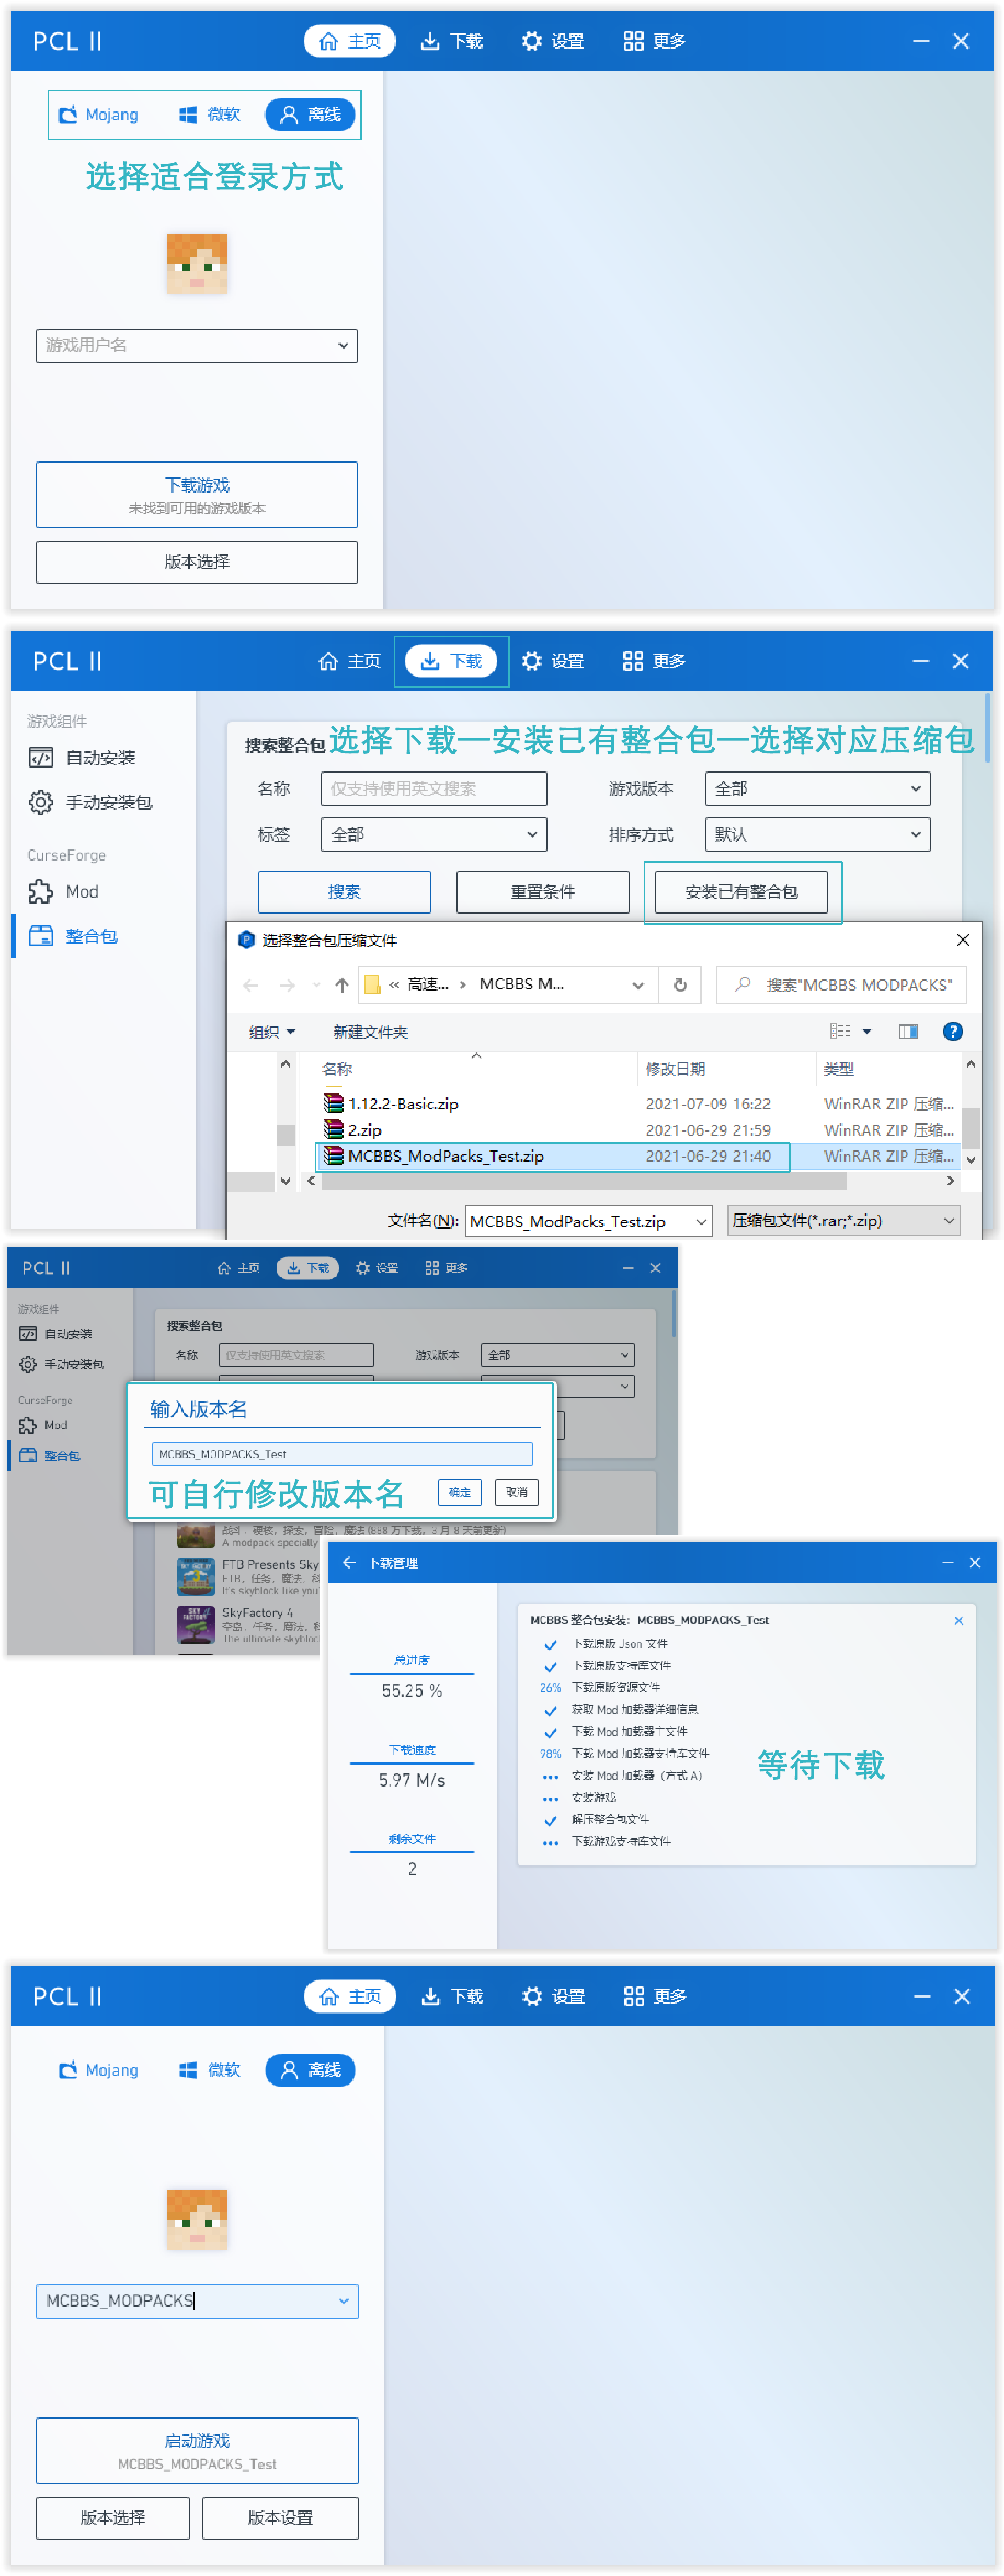 PCL II
主页
下载
设置
更多
Mojang
微软
离线
选择适合登录方式
游戏用户名
下载游戏
未找到可用的游戏版本
版本选择
PCL II
主页
下载
设置
更多
游戏组件
自动安装
手动安装包
CurseForge
Mod
整合包
搜索整合包
选择下载—安装已有整合包—选择对应压缩包
名称
仅支持使用英文搜索
游戏版本
全部
标签
全部
排序方式
默认
搜索
重置条件
安装已有整合包
选择整合包压缩文件
« 高速... › MCBBS M...
搜索"MCBBS MODPACKS"
组织
新建文件夹
名称
修改日期
类型
1.12.2-Basic.zip 2021-07-09 16:22 WinRAR ZIP 压缩...
2.zip 2021-06-29 21:59 WinRAR ZIP 压缩...
MCBBS_ModPacks_Test.zip 2021-06-29 21:40 WinRAR ZIP 压缩...
文件名(N): MCBBS_ModPacks_Test.zip
压缩包文件(*.rar;*.zip)
PCL II
主页
下载
设置
更多
游戏组件
自动安装
手动安装包
CurseForge
Mod
整合包
搜索整合包
名称
仅支持使用英文搜索
游戏版本
全部
输入版本名
MCBBS_MODPACKS_Test
可自行修改版本名
确定
取消
战斗，硬核，探索，冒险，魔法 (888 万下载，3 月 8 天前更新)
A modpack specially
FTB Presents Sky
FTB，任务，魔法，科
It's skyblock like you'
SkyFactory 4
空岛，任务，魔法，科
The ultimate skybloc
下载管理
总进度
55.25 %
下载速度
5.97 M/s
剩余文件
2
MCBBS 整合包安装：MCBBS_MODPACKS_Test
下载原版 Json 文件
下载原版支持库文件
26% 下载原版资源文件
获取 Mod 加载器详细信息
下载 Mod 加载器主文件
98% 下载 Mod 加载器支持库文件
安装 Mod 加载器（方式 A）
安装游戏
解压整合包文件
下载游戏支持库文件
等待下载
PCL II
主页
下载
设置
更多
Mojang
微软
离线
MCBBS_MODPACKS
启动游戏
MCBBS_MODPACKS_Test
版本选择
版本设置